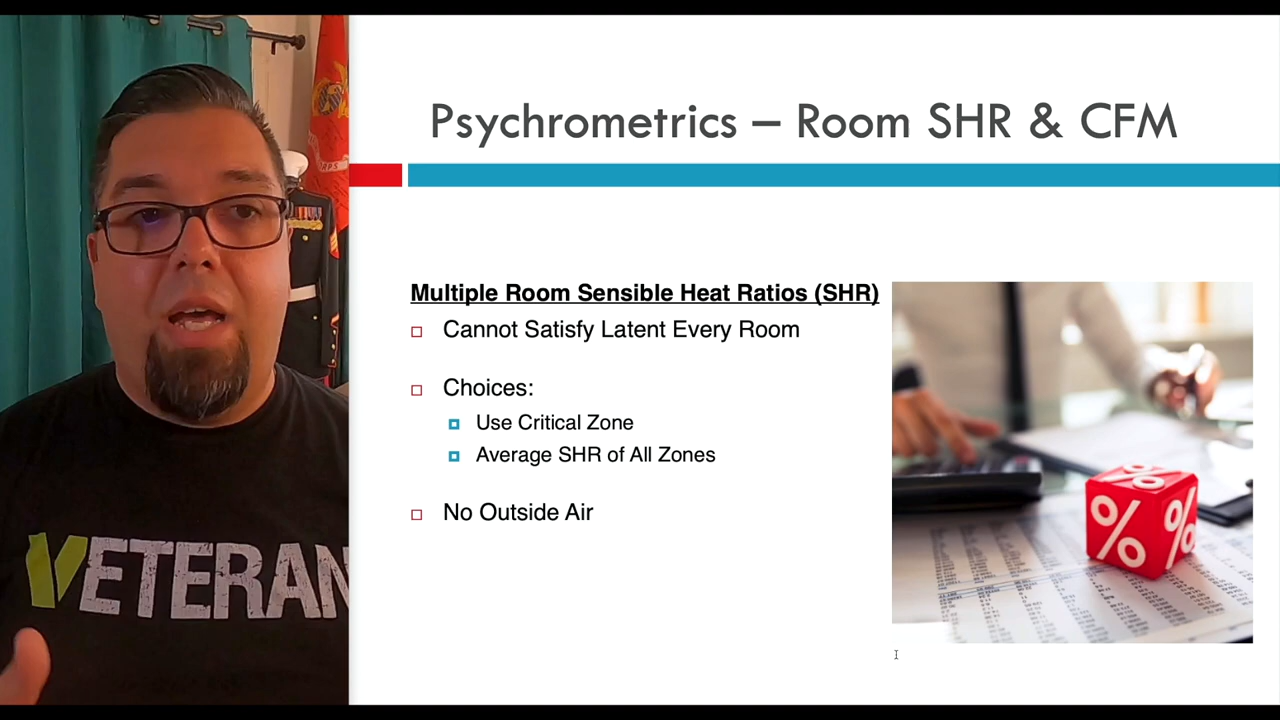 Psychrometrics – Room SHR & CFM
Multiple Room Sensible Heat Ratios (SHR)
Cannot Satisfy Latent Every Room
Choices:
Use Critical Zone
Average SHR of All Zones
No Outside Air
VETERAN
% % %